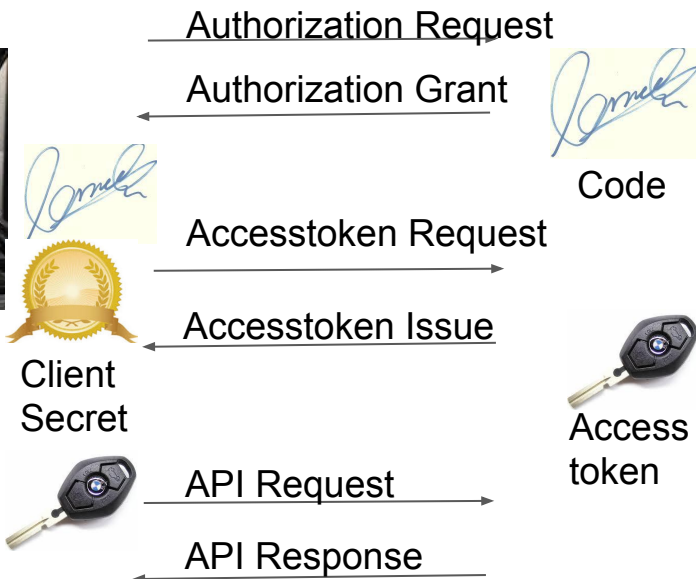 Authorization Request
Authorization Grant
Code
Accesstoken Request
Accesstoken Issue
Client
Secret
Access
token
API Request
API Response